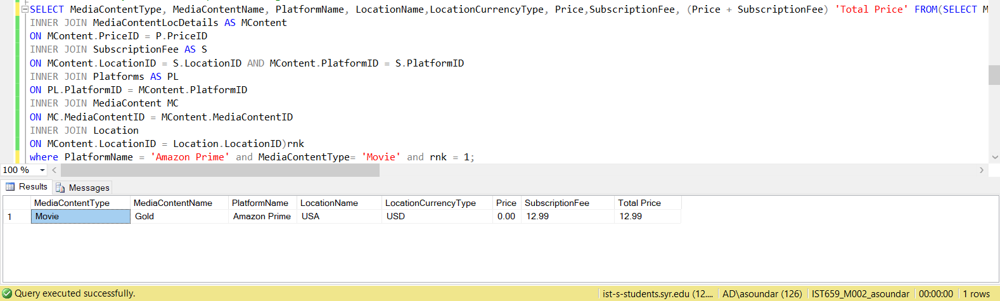 SELECT MediaContentType, MediaContentName, PlatformName, LocationName,LocationCurrencyType, Price,SubscriptionFee, (Price + SubscriptionFee) 'Total Price' FROM(SELECT M
INNER JOIN MediaContentLocDetails AS MContent
ON MContent.PriceID = P.PriceID
INNER JOIN SubscriptionFee AS S
ON MContent.LocationID = S.LocationID AND MContent.PlatformID = S.PlatformID
INNER JOIN Platforms AS PL
ON PL.PlatformID = MContent.PlatformID
INNER JOIN MediaContent MC
ON MC.MediaContentID = MContent.MediaContentID
INNER JOIN Location
ON MContent.LocationID = Location.LocationID)rnk
where PlatformName = 'Amazon Prime' and MediaContentType= 'Movie' and rnk = 1;
100 %
Results Messages
MediaContentType MediaContentName PlatformName LocationName LocationCurrencyType Price SubscriptionFee Total Price
1 Movie Gold Amazon Prime USA USD 0.00 12.99 12.99
Query executed successfully. ist-s-students.syr.edu (12.... AD\asoundar (126) IST659_M002_asoundar 00:00:00 1 rows